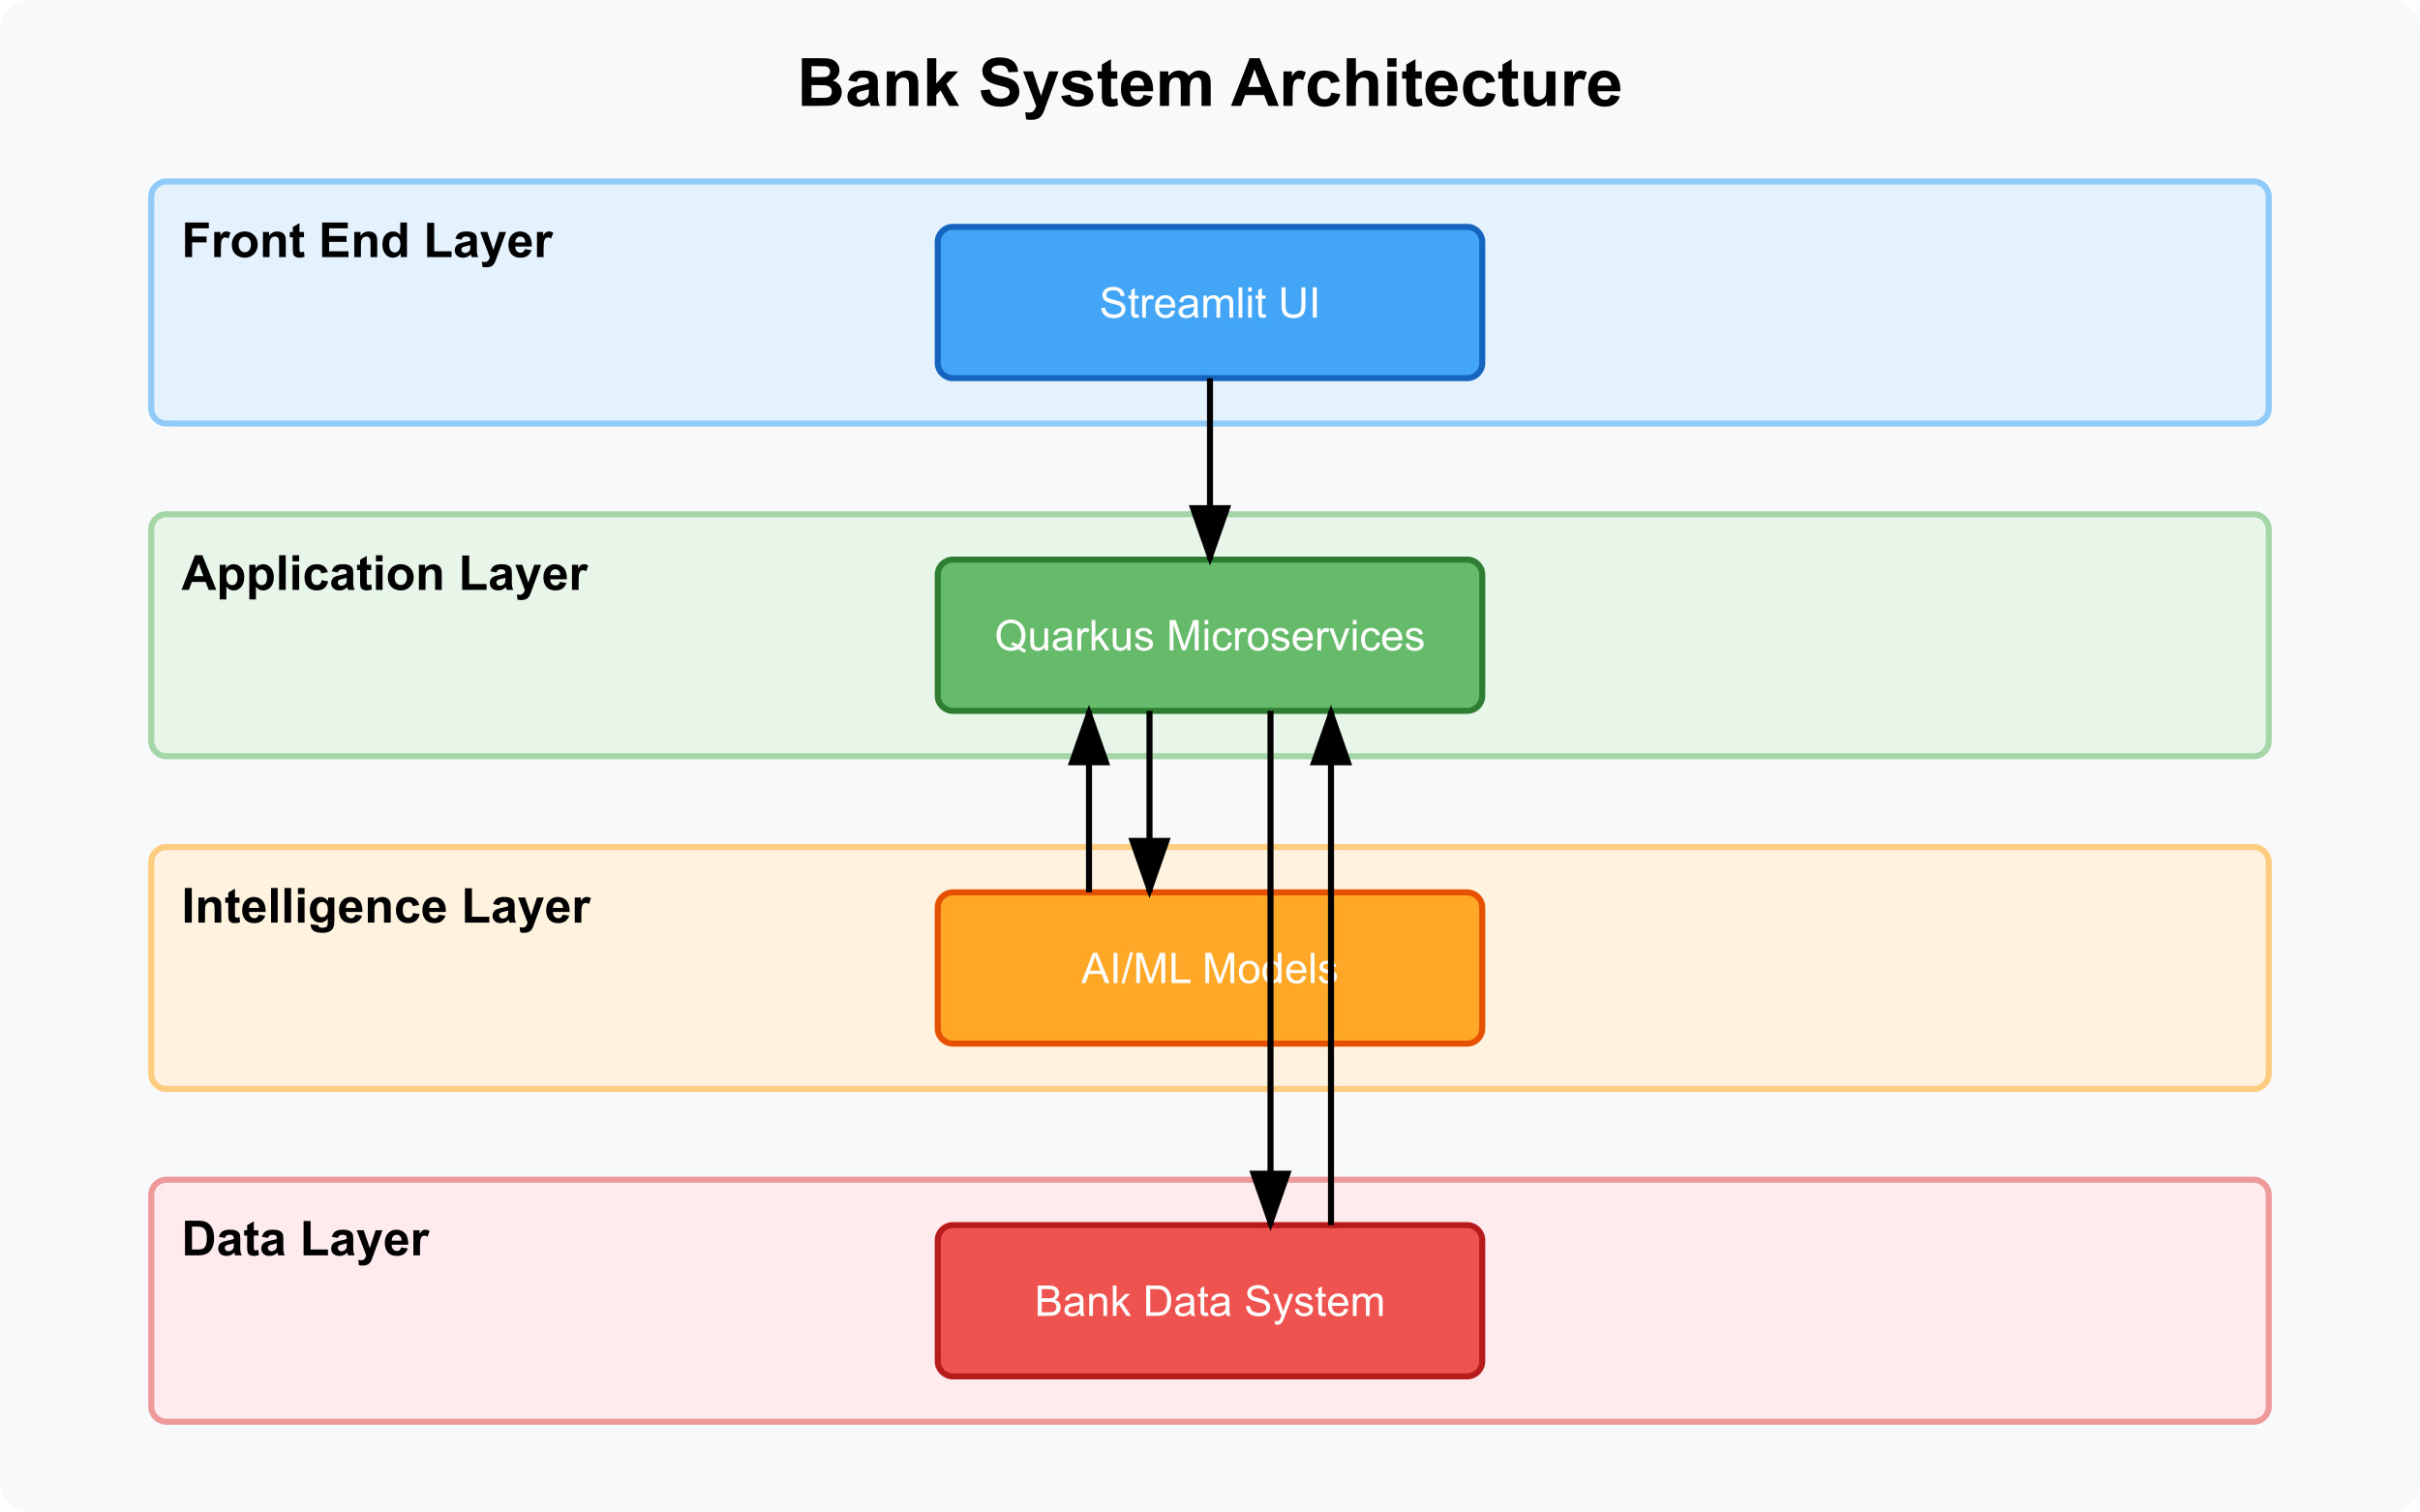 Bank System Architecture
Front End Layer
Streamlit UI
Application Layer
Quarkus Microservices
Intelligence Layer
AI/ML Models
Data Layer
Bank Data System